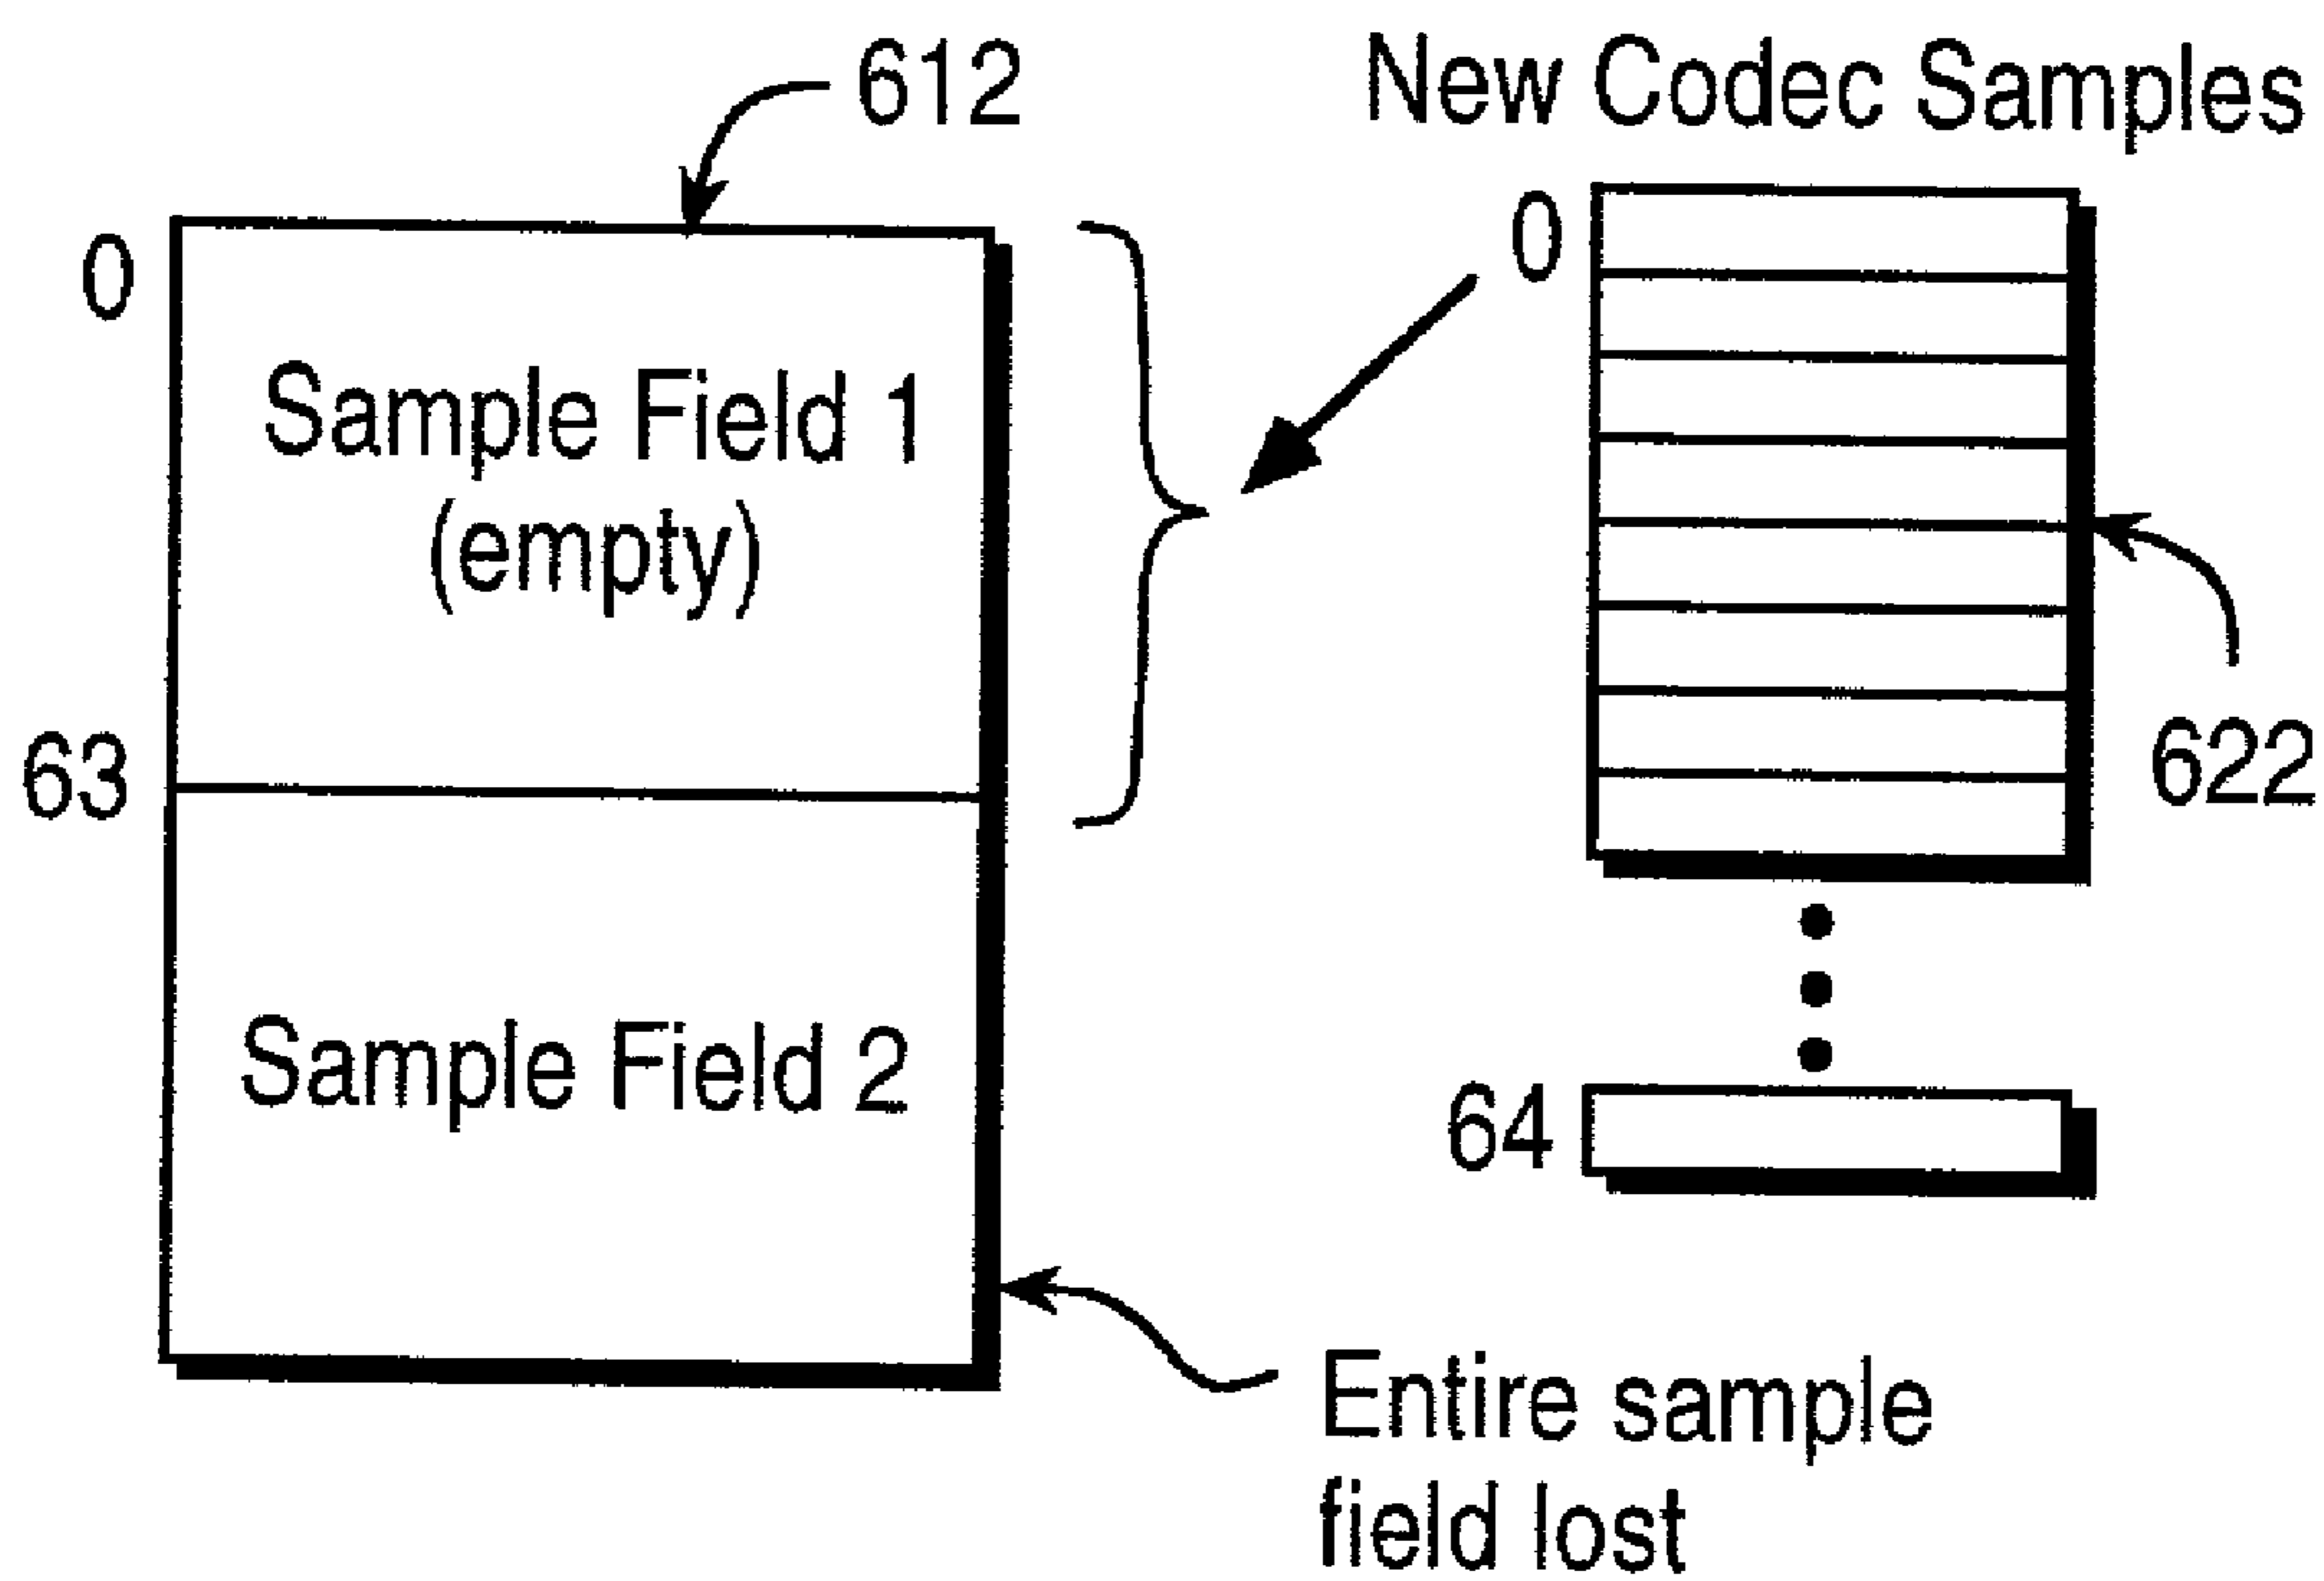 612
New Codec Samples
0
0
Sample Field 1
(empty)
63
622
Sample Field 2
64
Entire sample
field lost